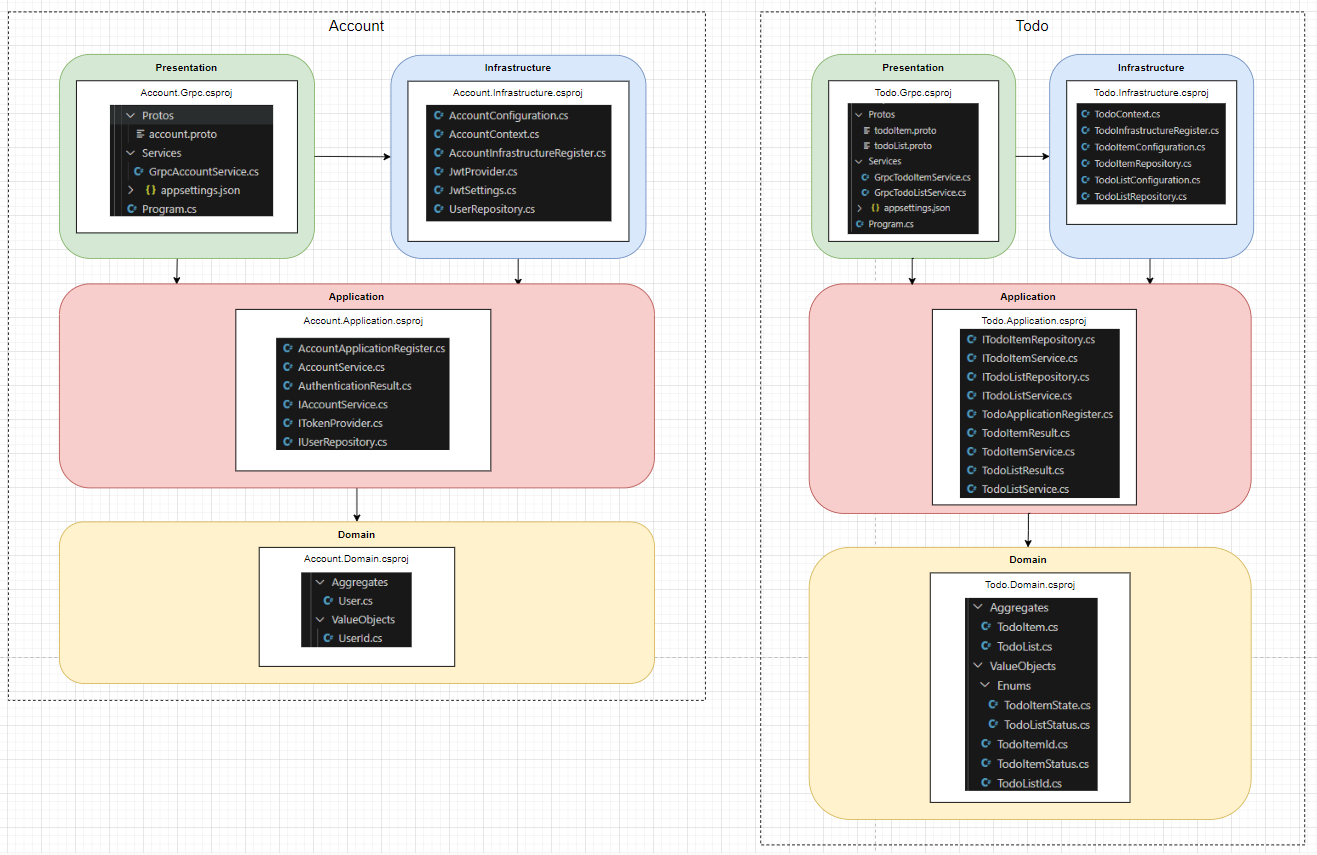 Account
Presentation
Account.Grpc.csproj
Protos
account.proto
Services
GrpcAccountService.cs
{} appsettings.json
C# Program.cs
Infrastructure
Account.Infrastructure.csproj
C# AccountConfiguration.cs
C# AccountContext.cs
C# AccountInfrastructureRegister.cs
C# JwtProvider.cs
C# JwtSettings.cs
C# UserRepository.cs
Application
Account.Application.csproj
C# AccountApplicationRegister.cs
C# AccountService.cs
C# AuthenticationResult.cs
C# IAccountService.cs
C# ITokenProvider.cs
C# IUserRepository.cs
Domain
Account.Domain.csproj
Aggregates
C# User.cs
ValueObjects
C# UserId.cs
Todo
Presentation
Todo.Grpc.csproj
Protos
todoItem.proto
todoList.proto
Services
C# GrpcTodoItemService.cs
C# GrpcTodoListService.cs
{} appsettings.json
C# Program.cs
Infrastructure
Todo.Infrastructure.csproj
C# TodoContext.cs
C# TodoInfrastructureRegister.cs
C# TodoItemConfiguration.cs
C# TodoItemRepository.cs
C# TodoListConfiguration.cs
C# TodoListRepository.cs
Application
Todo.Application.csproj
C# ITodoItemRepository.cs
C# ITodoItemService.cs
C# ITodoListRepository.cs
C# ITodoListService.cs
C# TodoApplicationRegister.cs
C# TodoItemResult.cs
C# TodoItemService.cs
C# TodoListResult.cs
C# TodoListService.cs
Domain
Todo.Domain.csproj
Aggregates
C# TodoItem.cs
C# TodoList.cs
ValueObjects
Enums
C# TodoItemState.cs
C# TodoListStatus.cs
C# TodoItemId.cs
C# TodoItemStatus.cs
C# TodoListId.cs